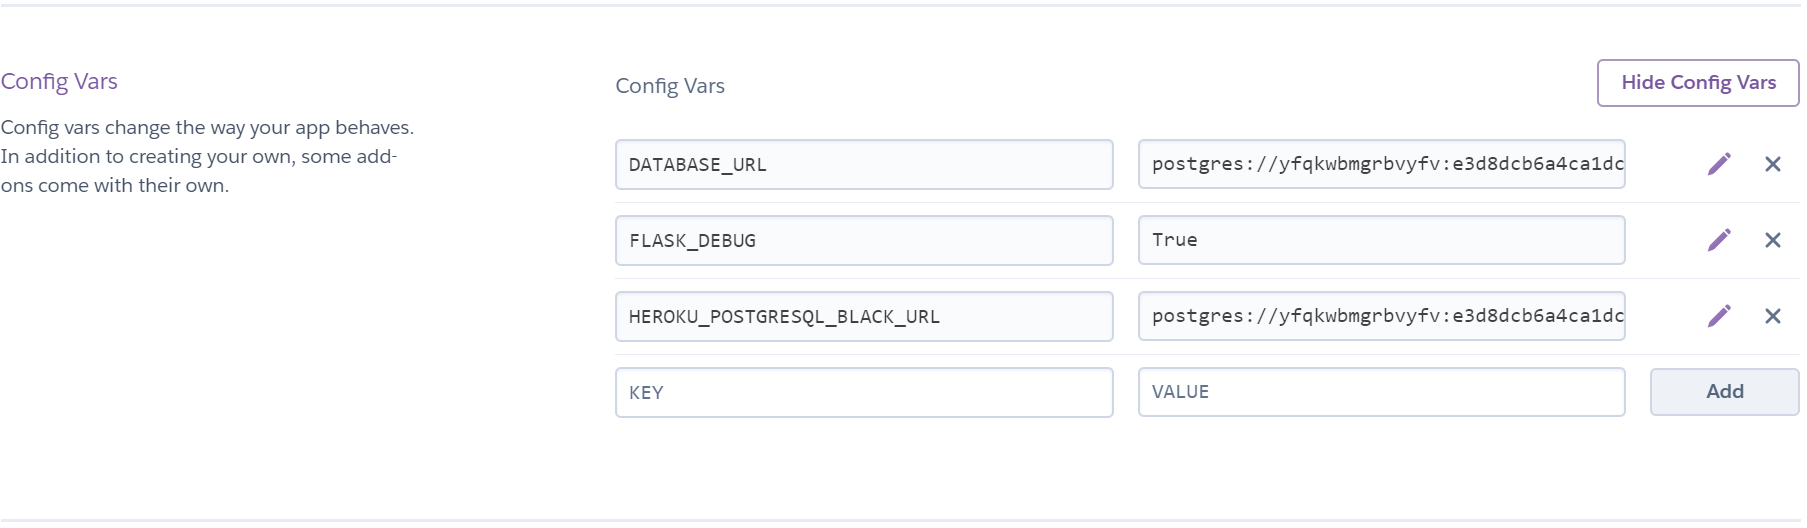 Config Vars
Config vars change the way your app behaves.
In addition to creating your own, some add-
ons come with their own.
Config Vars
Hide Config Vars
DATABASE_URL
postgres://yfqkwbmgrbvyfv:e3d8dcb6a4ca1dc
FLASK_DEBUG
True
HEROKU_POSTGRESQL_BLACK_URL
postgres://yfqkwbmgrbvyfv:e3d8dcb6a4ca1dc
KEY
VALUE
Add